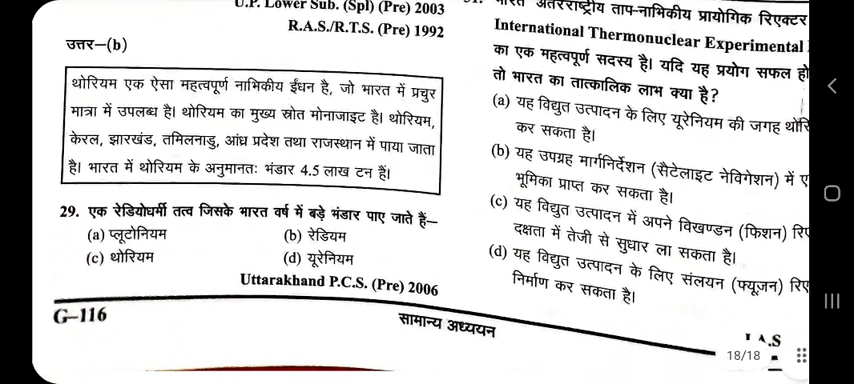 U.P. Lower Sub. (Spl) (Pre) 2003
R.A.S./R.T.S. (Pre) 1992
उत्तर—(b)
थोरियम एक ऐसा महत्वपूर्ण नाभिकीय ईंधन है, जो भारत में प्रचुर
मात्रा में उपलब्ध है। थोरियम का मुख्य स्रोत मोनाजाइट है। थोरियम,
केरल, झारखंड, तमिलनाडु, आंध्र प्रदेश तथा राजस्थान में पाया जाता
है। भारत में थोरियम के अनुमानतः भंडार 4.5 लाख टन हैं।
29. एक रेडियोधर्मी तत्व जिसके भारत वर्ष में बड़े भंडार पाए जाते हैं—
(a) प्लूटोनियम (b) रेडियम
(c) थोरियम (d) यूरेनियम
Uttarakhand P.C.S. (Pre) 2006
G–116
सामान्य अध्ययन
भारत अंतरराष्ट्रीय ताप-नाभिकीय प्रायोगिक रिएक्टर
International Thermonuclear Experimental
का एक महत्वपूर्ण सदस्य है। यदि यह प्रयोग सफल हो
तो भारत का तात्कालिक लाभ क्या है?
(a) यह विद्युत उत्पादन के लिए यूरेनियम की जगह थोरि
कर सकता है।
(b) यह उपग्रह मार्गनिर्देशन (सैटेलाइट नेविगेशन) में ए
भूमिका प्राप्त कर सकता है।
(c) यह विद्युत उत्पादन में अपने विखण्डन (फिशन) रिए
दक्षता में तेजी से सुधार ला सकता है।
(d) यह विद्युत उत्पादन के लिए संलयन (फ्यूज़न) रिए
निर्माण कर सकता है।
I.A.S
18/18